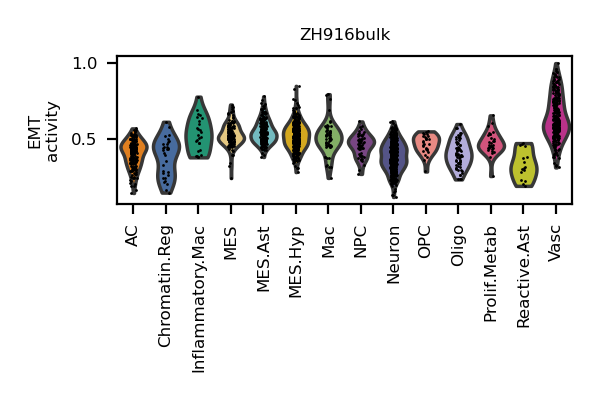 ZH916bulk
EMT
activity
1.0
0.5
AC
Chromatin.Reg
Inflammatory.Mac
MES
MES.Ast
MES.Hyp
Mac
NPC
Neuron
OPC
Oligo
Prolif.Metab
Reactive.Ast
Vasc